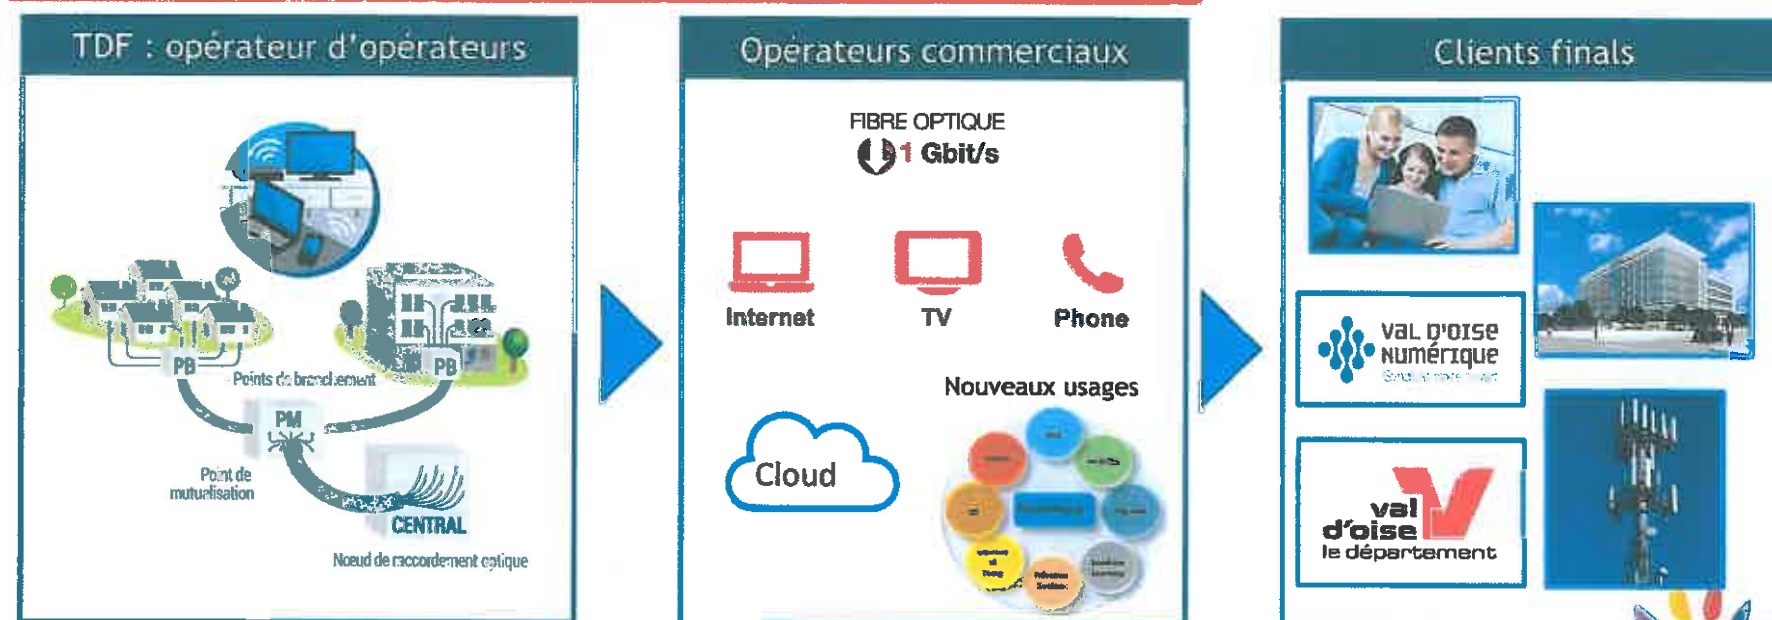 TDF : opérateur d'opérateurs
PB
PB
Points de branchement
PM
Point de
mutualisation
CENTRAL
Noeud de raccordement optique
Opérateurs commerciaux
FIBRE OPTIQUE
1 Gbit/s
Internet
TV
Phone
Nouveaux usages
Cloud
Clients finals
val d'oise
numérique
val
d'oise
le département